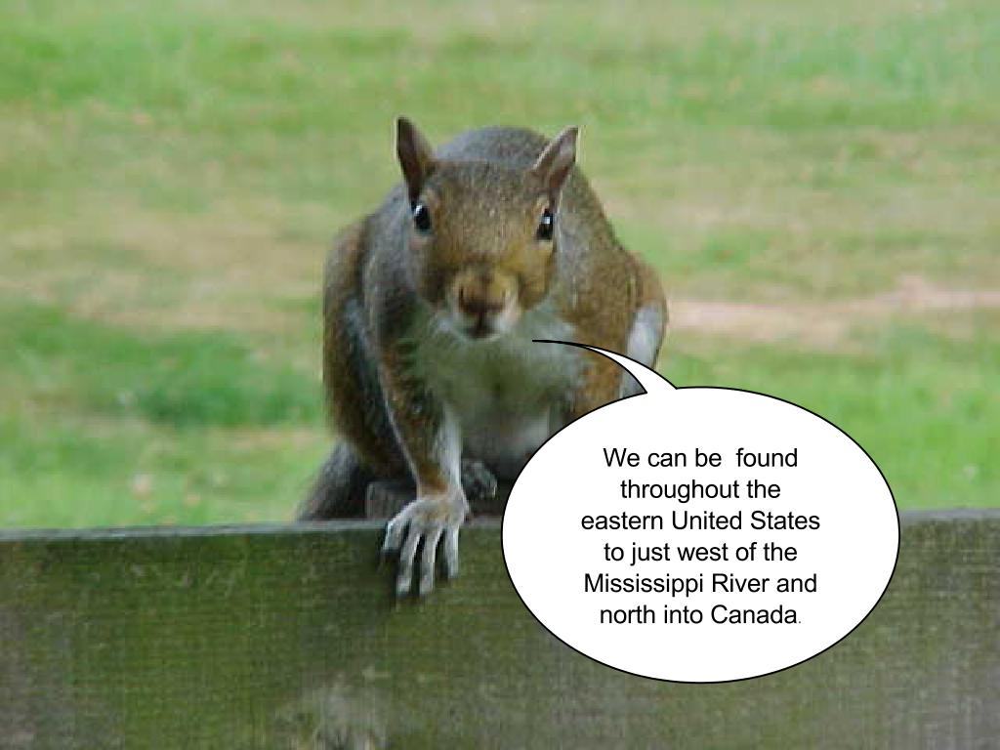 We can be  found
throughout the
eastern United States
to just west of the
Mississippi River and
north into Canada.